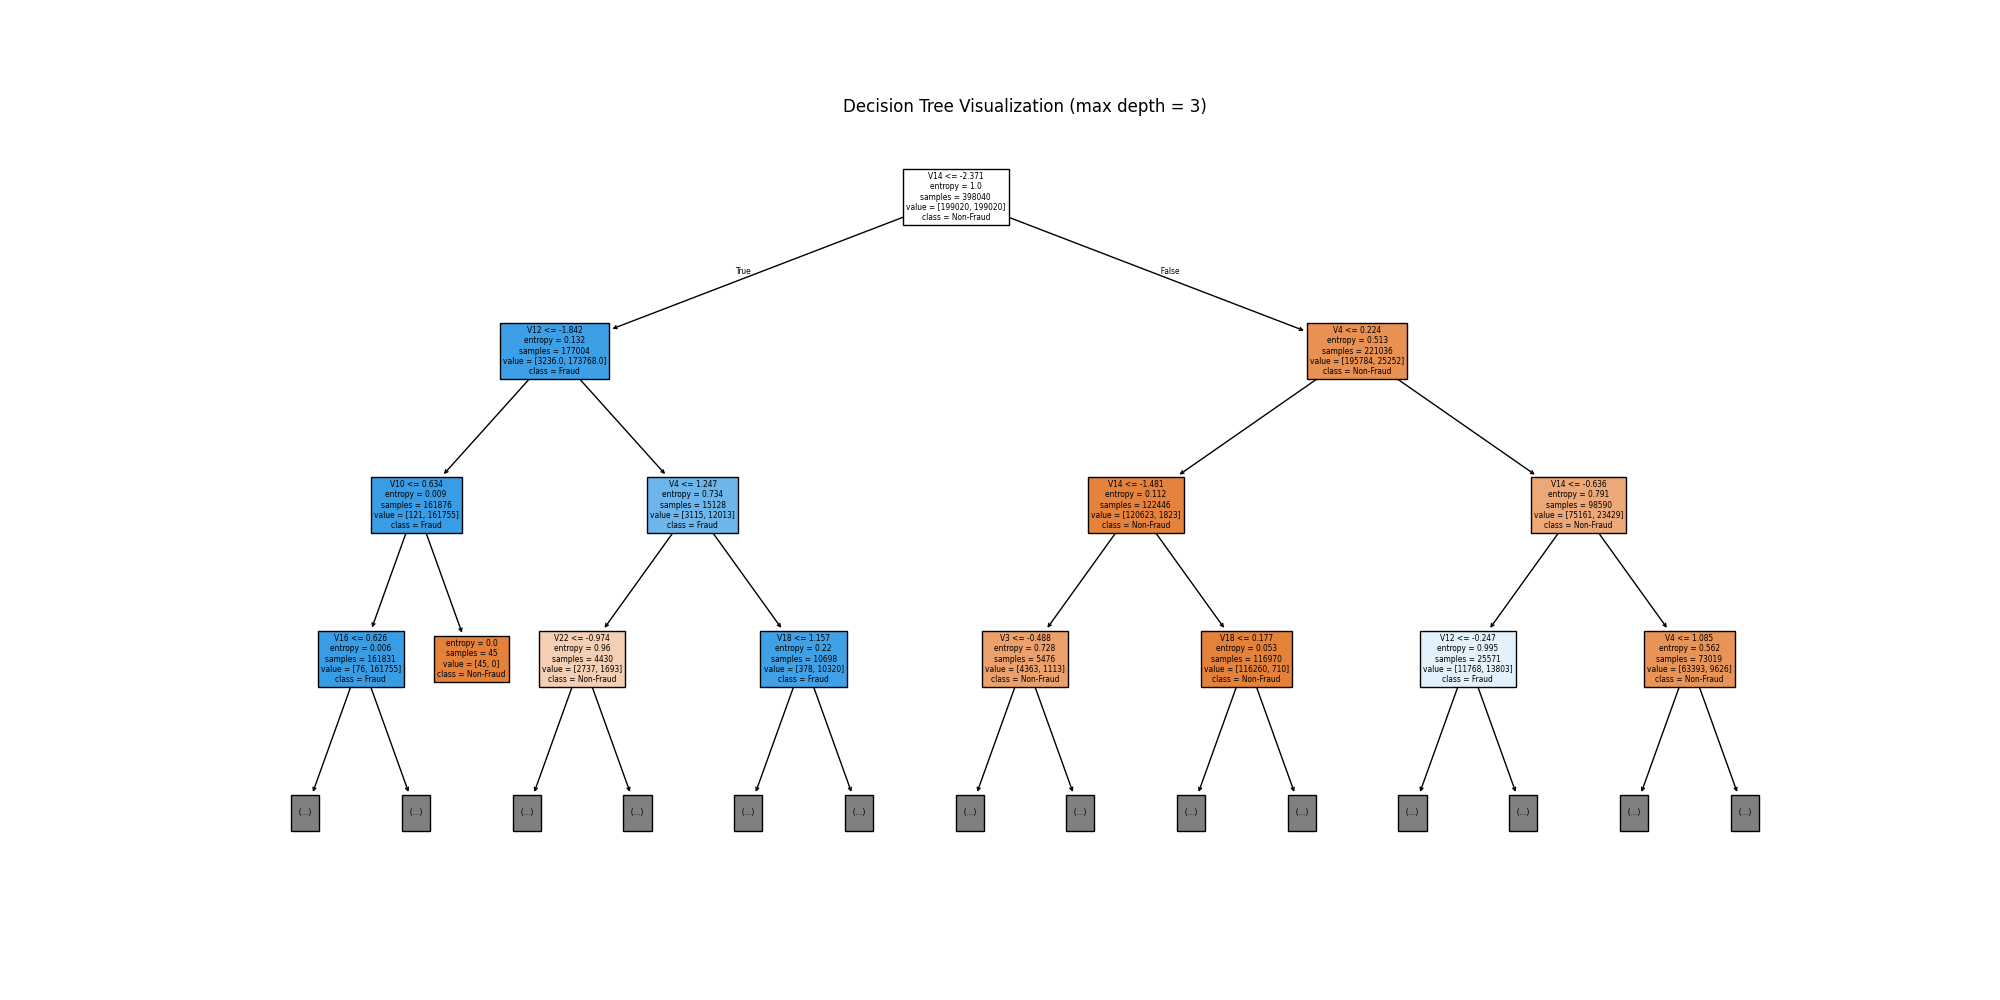 Decision Tree Visualization (max depth = 3)
V14 <= -2.371
entropy = 1.0
samples = 398040
value = [199020, 199020]
class = Non-Fraud
True
False
V12 <= -1.842
entropy = 0.132
samples = 177004
value = [3236.0, 173768.0]
class = Fraud
V4 <= 0.224
entropy = 0.513
samples = 221036
value = [195784, 25252]
class = Non-Fraud
V10 <= 0.634
entropy = 0.009
samples = 161876
value = [121, 161755]
class = Fraud
V4 <= 1.247
entropy = 0.734
samples = 15128
value = [3115, 12013]
class = Fraud
V14 <= -1.481
entropy = 0.112
samples = 122446
value = [120623, 1823]
class = Non-Fraud
V14 <= -0.636
entropy = 0.791
samples = 98590
value = [75161, 23429]
class = Non-Fraud
V16 <= 0.626
entropy = 0.006
samples = 161831
value = [76, 161755]
class = Fraud
entropy = 0.0
samples = 45
value = [45, 0]
class = Non-Fraud
V22 <= -0.974
entropy = 0.96
samples = 4430
value = [2737, 1693]
class = Non-Fraud
V18 <= 1.157
entropy = 0.22
samples = 10698
value = [378, 10320]
class = Fraud
V3 <= -0.488
entropy = 0.728
samples = 5476
value = [4363, 1113]
class = Non-Fraud
V18 <= 0.177
entropy = 0.053
samples = 116970
value = [116260, 710]
class = Non-Fraud
V12 <= -0.247
entropy = 0.995
samples = 25571
value = [11768, 13803]
class = Fraud
V4 <= 1.085
entropy = 0.562
samples = 73019
value = [63393, 9626]
class = Non-Fraud
(...)
(...)
(...)
(...)
(...)
(...)
(...)
(...)
(...)
(...)
(...)
(...)
(...)
(...)